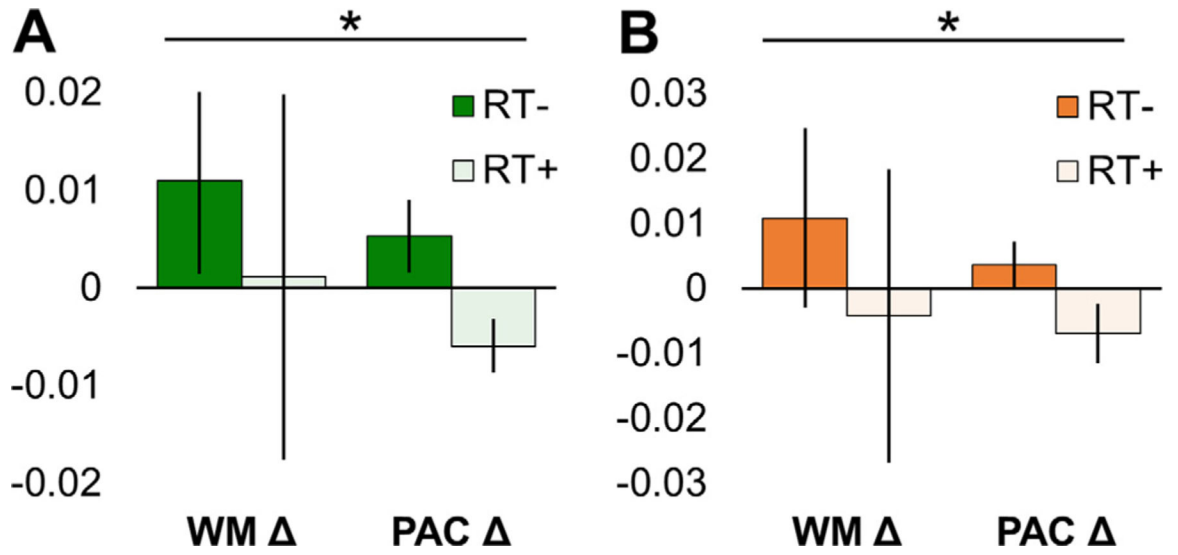 A
*
0.02
0.01
0
-0.01
-0.02
RT-
RT+
WM Δ PAC Δ
B
*
0.03
0.02
0.01
0
-0.01
-0.02
-0.03
RT-
RT+
WM Δ PAC Δ